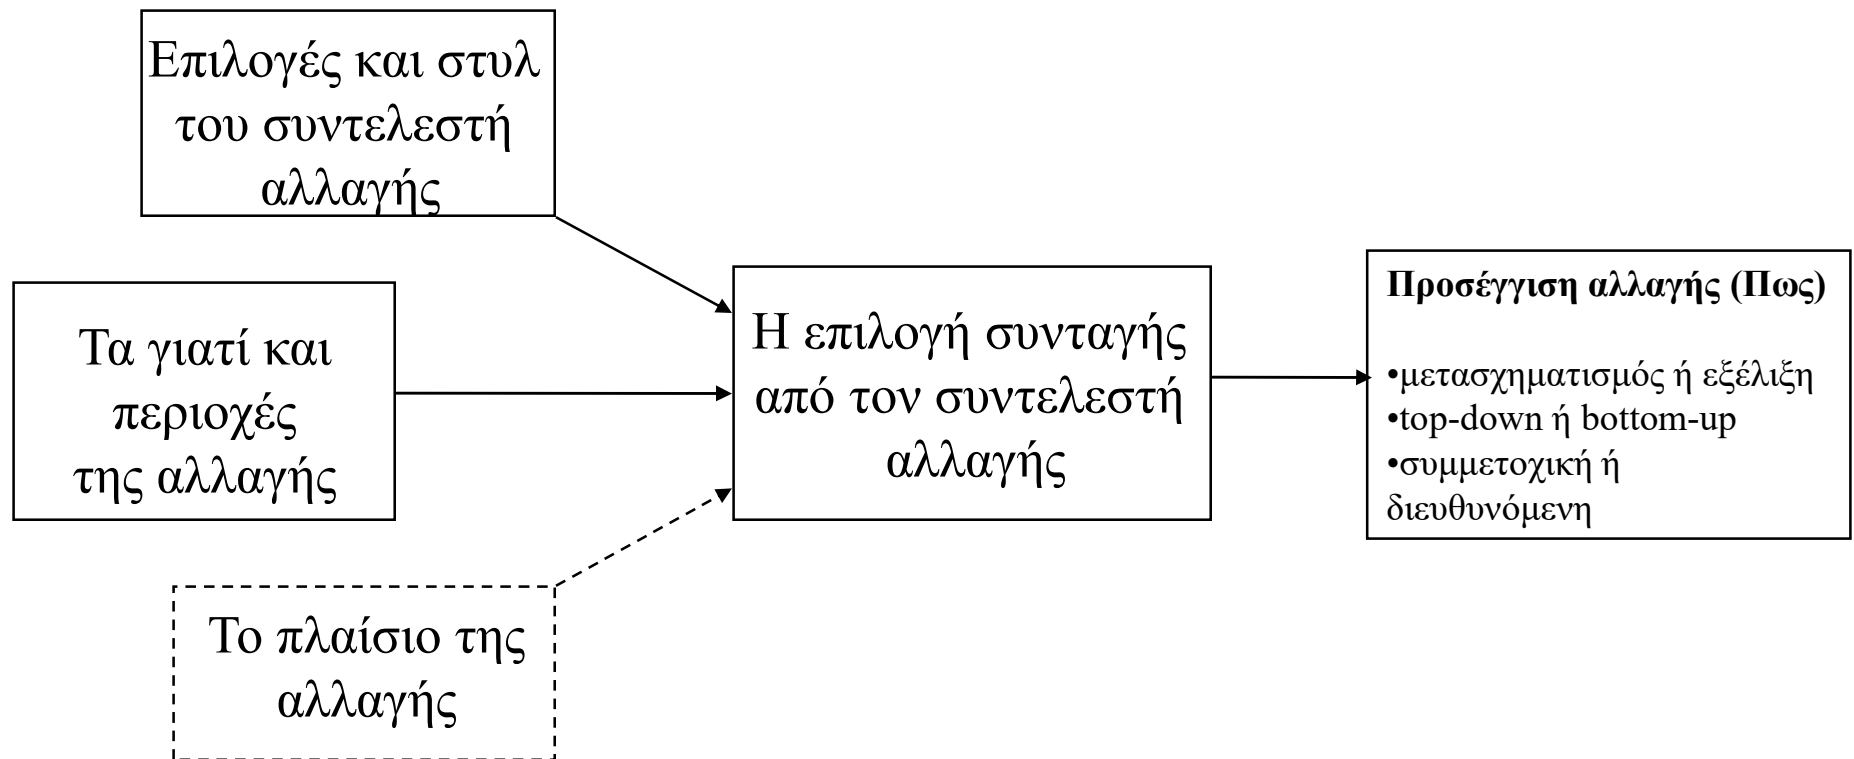 Επιλογές και στυλ
του συντελεστή
αλλαγής
Τα γιατί και
περιοχές
της αλλαγής
Το πλαίσιο της
αλλαγής
Η επιλογή συνταγής
από τον συντελεστή
αλλαγής
Προσέγγιση αλλαγής (Πως)
•μετασχηματισμός ή εξέλιξη
•top-down ή bottom-up
•συμμετοχική ή
διευθυνόμενη